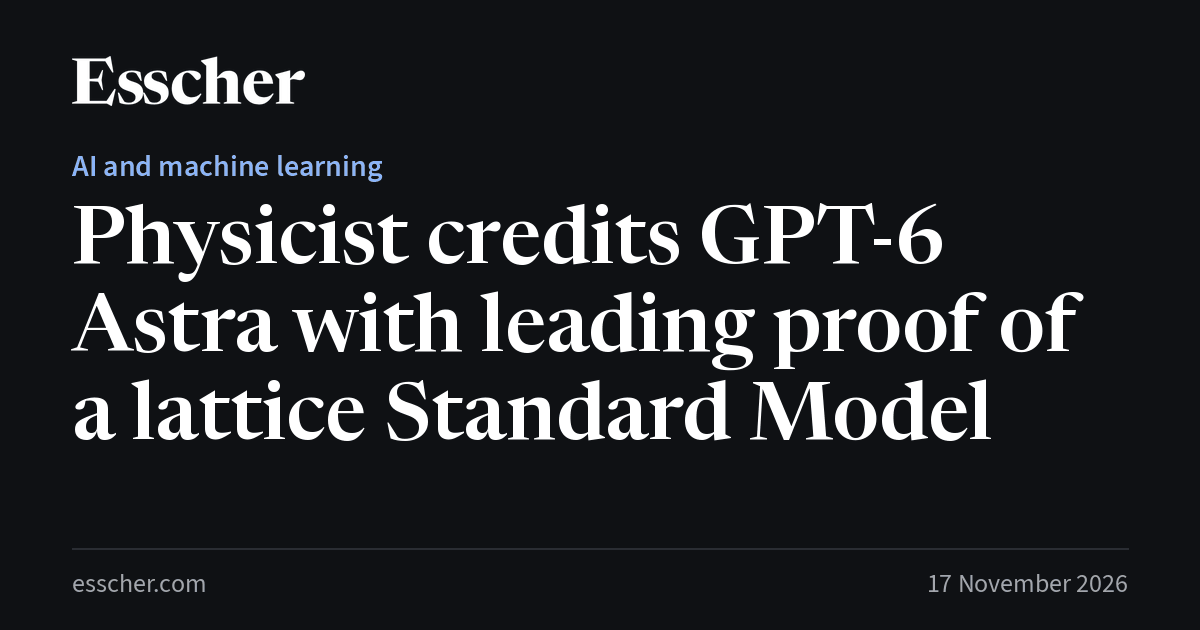 Esscher
AI and machine learning
Physicist credits GPT-6
Astra with leading proof of
a lattice Standard Model
esscher.com
17 November 2026